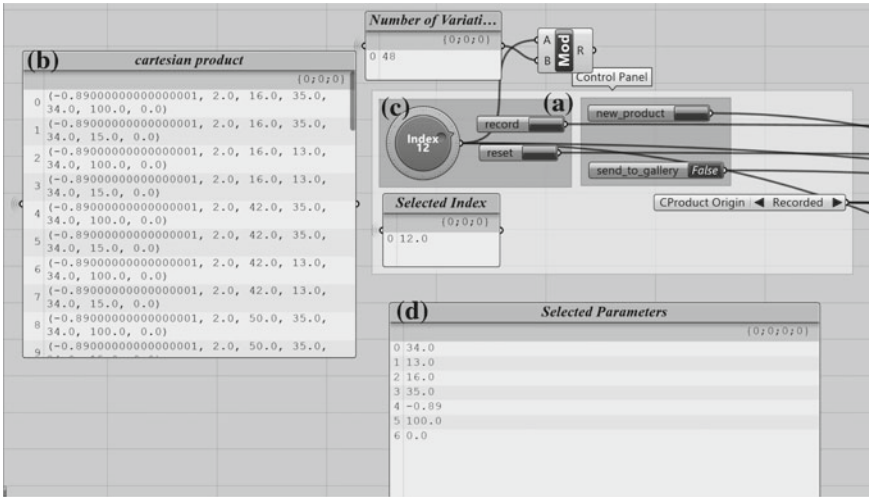 (b)
cartesian product
{0;0;0}
0 (-0.89000000000000001, 2.0, 16.0, 35.0,
34.0, 100.0, 0.0)
1 (-0.89000000000000001, 2.0, 16.0, 35.0,
34.0, 15.0, 0.0)
2 (-0.89000000000000001, 2.0, 16.0, 13.0,
34.0, 100.0, 0.0)
3 (-0.89000000000000001, 2.0, 16.0, 13.0,
34.0, 15.0, 0.0)
4 (-0.89000000000000001, 2.0, 42.0, 35.0,
34.0, 100.0, 0.0)
5 (-0.89000000000000001, 2.0, 42.0, 35.0,
34.0, 15.0, 0.0)
6 (-0.89000000000000001, 2.0, 42.0, 13.0,
34.0, 100.0, 0.0)
7 (-0.89000000000000001, 2.0, 42.0, 13.0,
34.0, 15.0, 0.0)
8 (-0.89000000000000001, 2.0, 50.0, 35.0,
34.0, 100.0, 0.0)
9 (-0.89000000000000001, 2.0, 50.0, 35.0,
Number of Variati...
{0;0;0}
0 48
A
B
Mod
R
Control Panel
(c)
Index
12
record
reset
(a)
new_product
send_to_gallery False
CProduct Origin ◀ Recorded ▶
Selected Index
{0;0;0}
0 12.0
(d)
Selected Parameters
{0;0;0;0}
0 34.0
1 13.0
2 16.0
3 35.0
4 -0.89
5 100.0
6 0.0